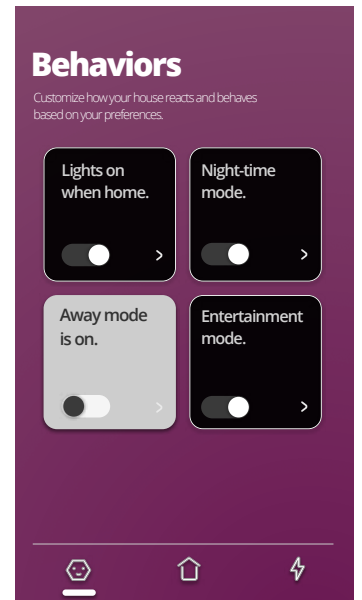 Behaviors
Customize how your house reacts and behaves
based on your preferences.
Lights on
when home.
Night-time
mode.
Away mode
is on.
Entertainment
mode.